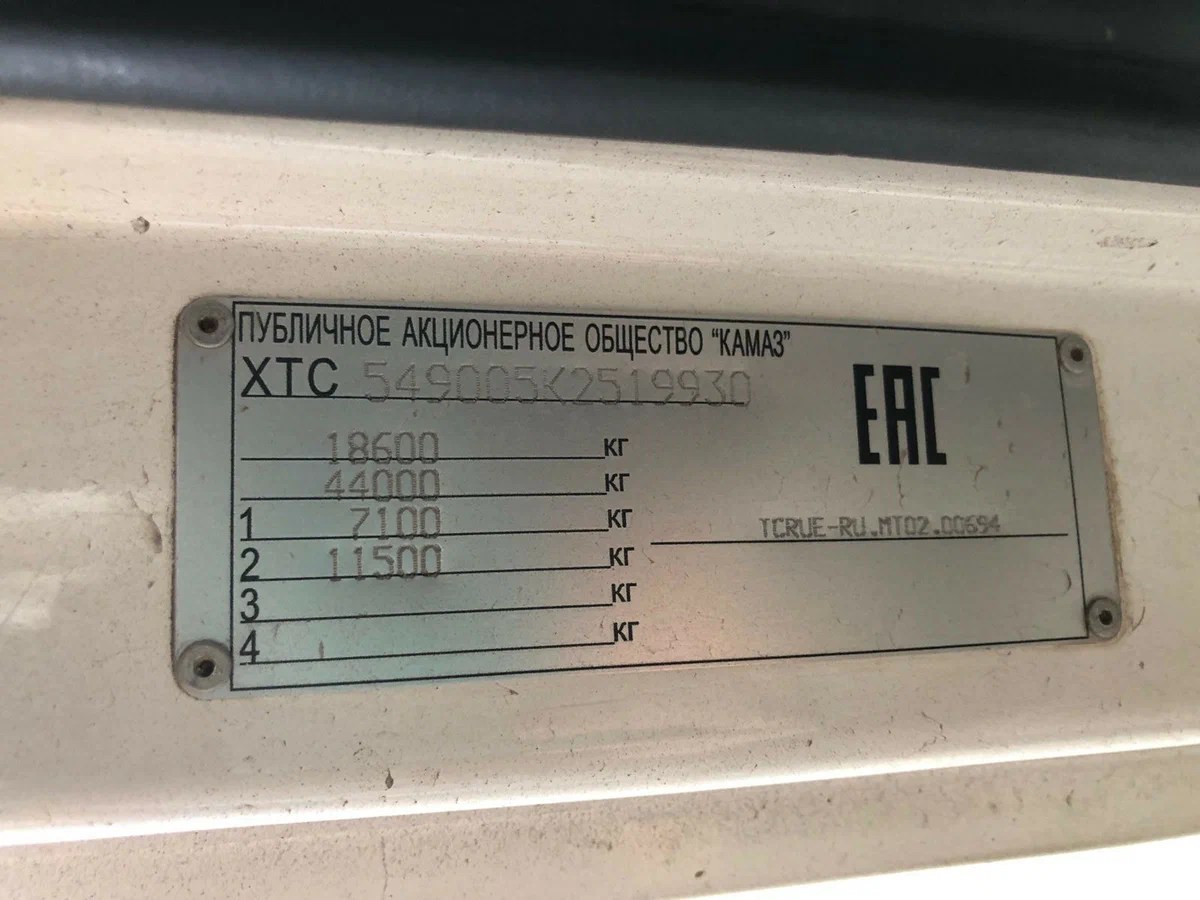 ПУБЛИЧНОЕ АКЦИОНЕРНОЕ ОБЩЕСТВО "КАМАЗ"
XTC 549005K2519930
EAC
18600 КГ
44000 КГ
1 7100 КГ
TCRUE-RU.MT02.00694
2 11500 КГ
3 КГ
4 КГ